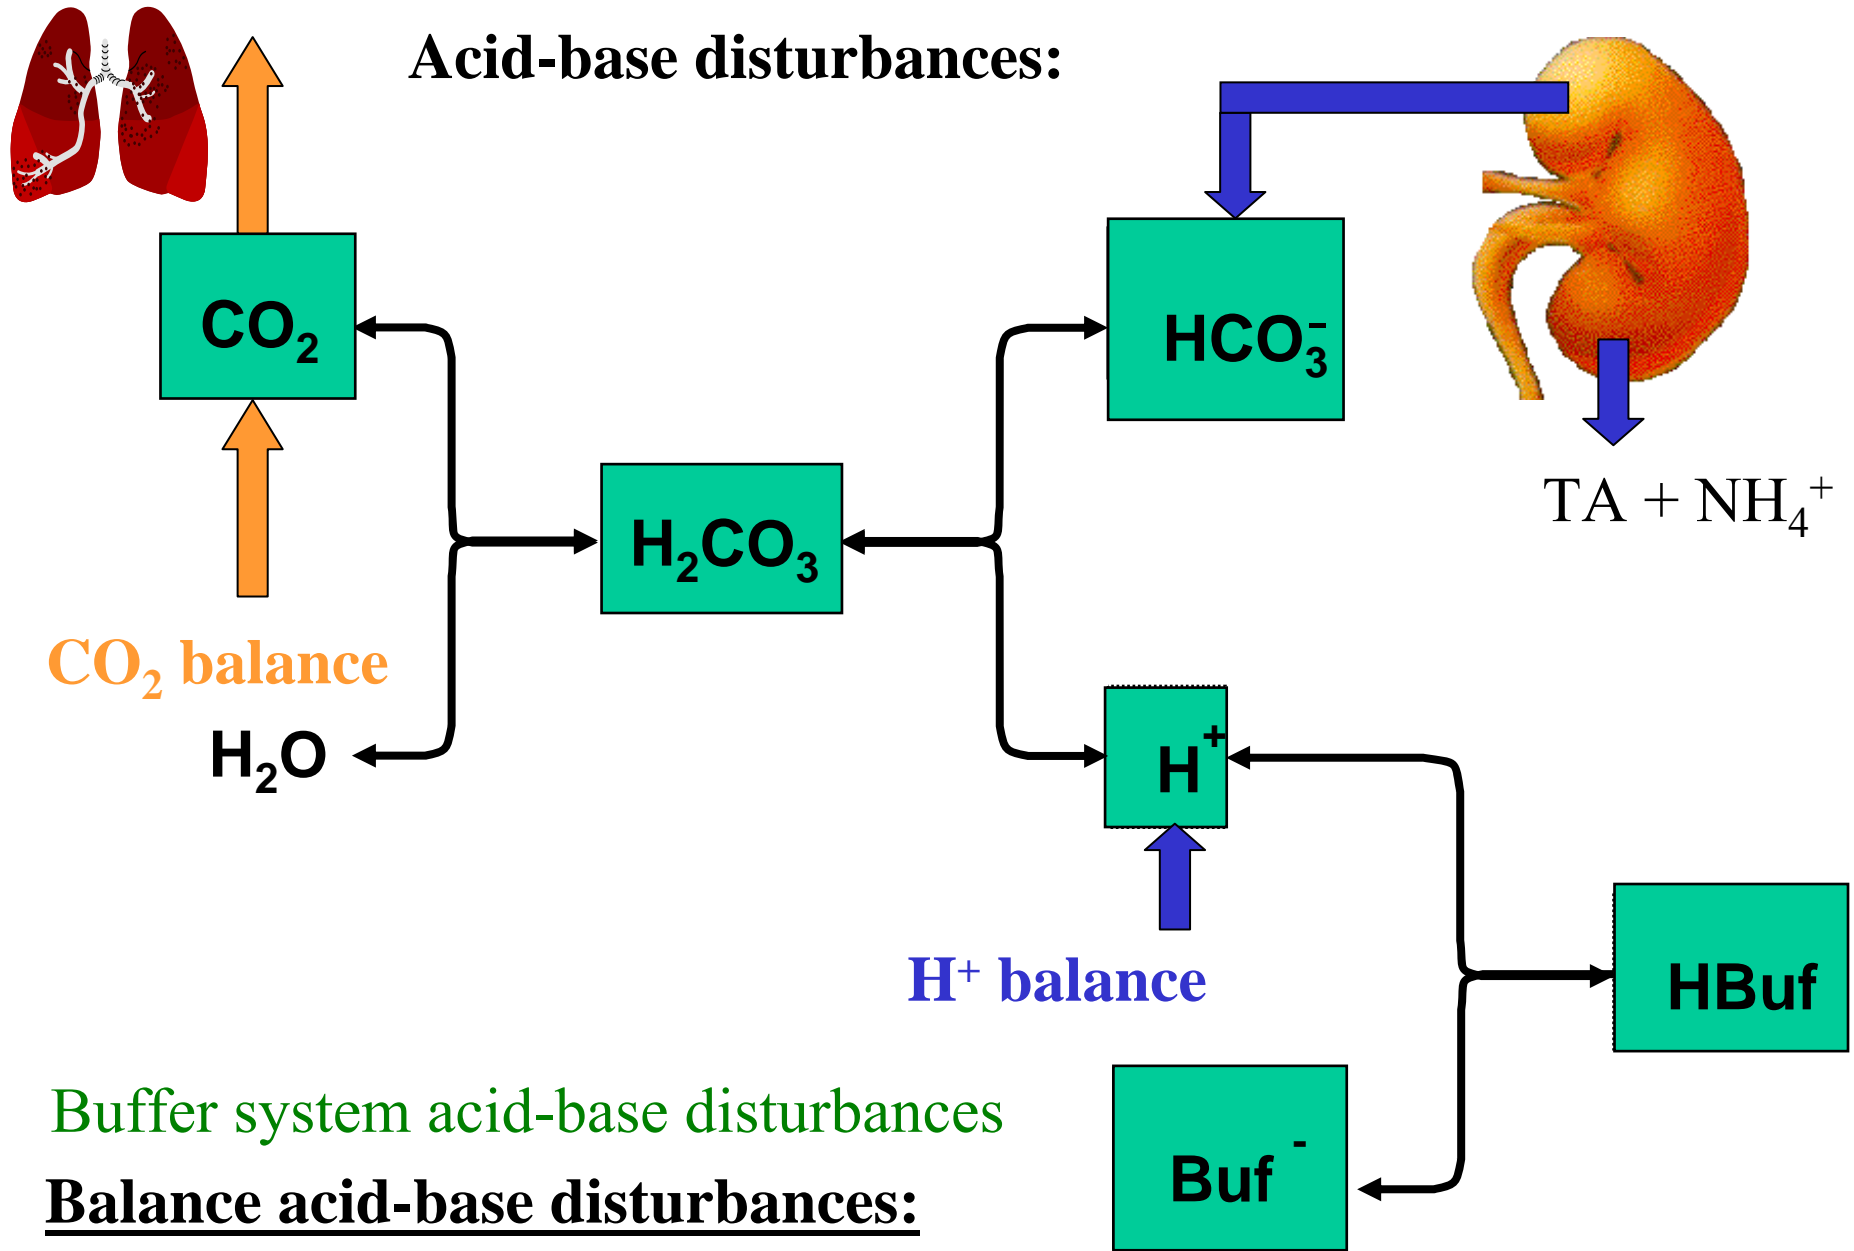 Acid-base disturbances:
CO₂
HCO₃⁻
H₂CO₃
TA + NH₄⁺
CO₂ balance
H₂O
H⁺
H⁺ balance
HBuf
Buffer system acid-base disturbances
Buf -
Balance acid-base disturbances: